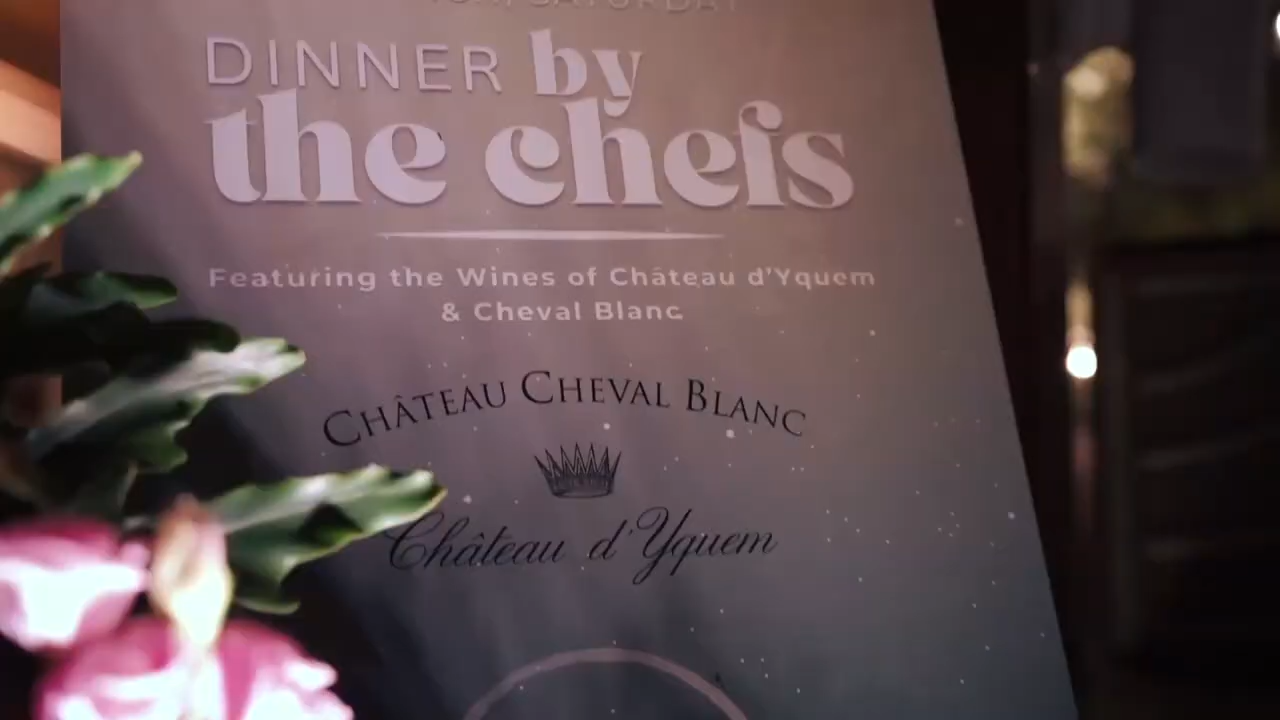 DINNER by
the chefs
Featuring the Wines of Château d'Yquem
& Cheval Blanc
CHÂTEAU CHEVAL BLANC
Château d'Yquem